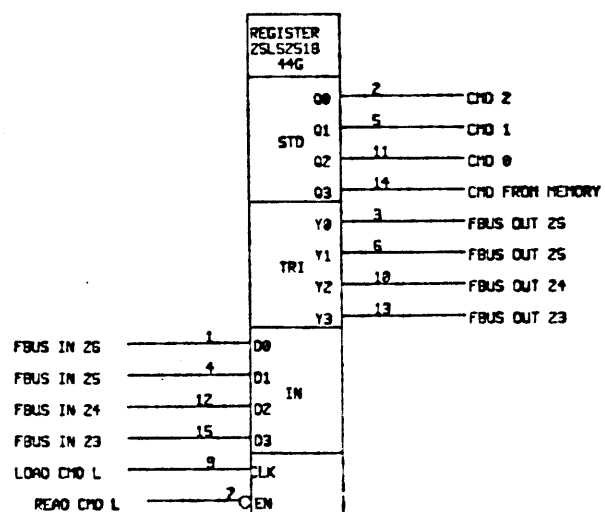 REGISTER
25LS2518
44G
Q0 2 CMD 2
Q1 5 CMD 1
STD
Q2 11 CMD 0
Q3 14 CMD FROM MEMORY
Y0 3 FBUS OUT 25
Y1 6 FBUS OUT 25
TRI
Y2 10 FBUS OUT 24
Y3 13 FBUS OUT 23
FBUS IN 26 1 D0
FBUS IN 25 4 D1
IN
FBUS IN 24 12 D2
FBUS IN 23 15 D3
LOAD CMD L 9 CLK
READ CMD L 7 EN